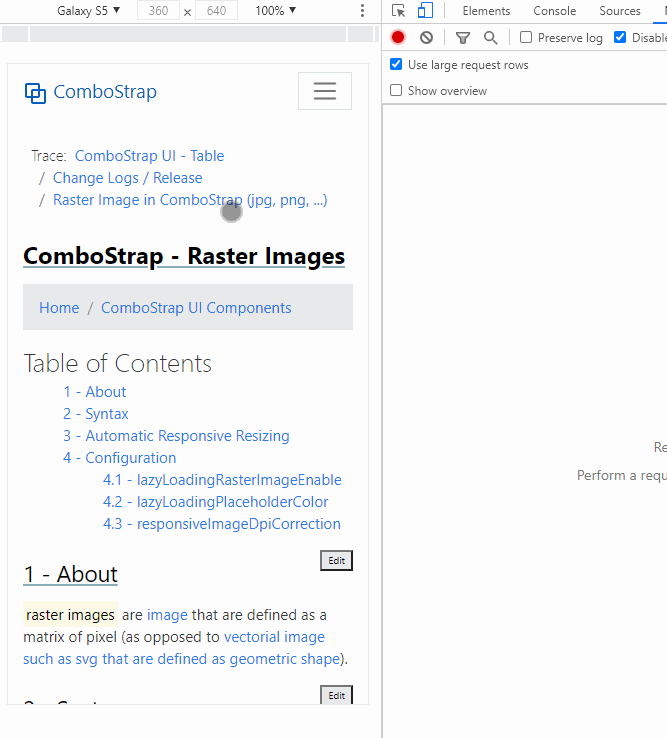 Galaxy S5 ▼ 360 × 640 100% ▼
Elements Console Sources
Preserve log
Use large request rows
Show overview
ComboStrap
Trace: ComboStrap UI - Table
/ Change Logs / Release
/ Raster Image in ComboStrap (jpg, png, ...)
ComboStrap - Raster Images
Home / ComboStrap UI Components
Table of Contents
1 - About
2 - Syntax
3 - Automatic Responsive Resizing
4 - Configuration
4.1 - lazyLoadingRasterImageEnable
4.2 - lazyLoadingPlaceholderColor
4.3 - responsiveImageDpiCorrection
Edit
1 - About
raster images are image that are defined as a
matrix of pixel (as opposed to vectorial image
such as svg that are defined as geometric shape).
Edit
Perform a requ